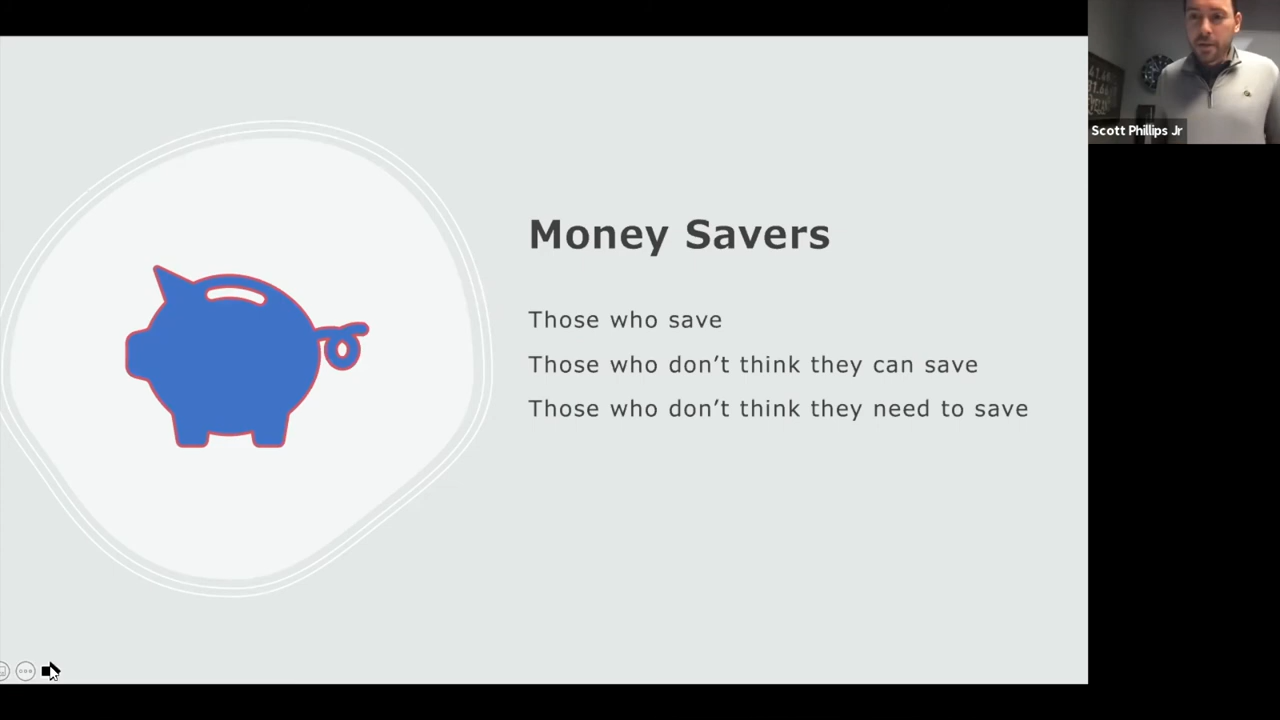 Money Savers
Those who save
Those who don’t think they can save
Those who don’t think they need to save
Scott Phillips Jr